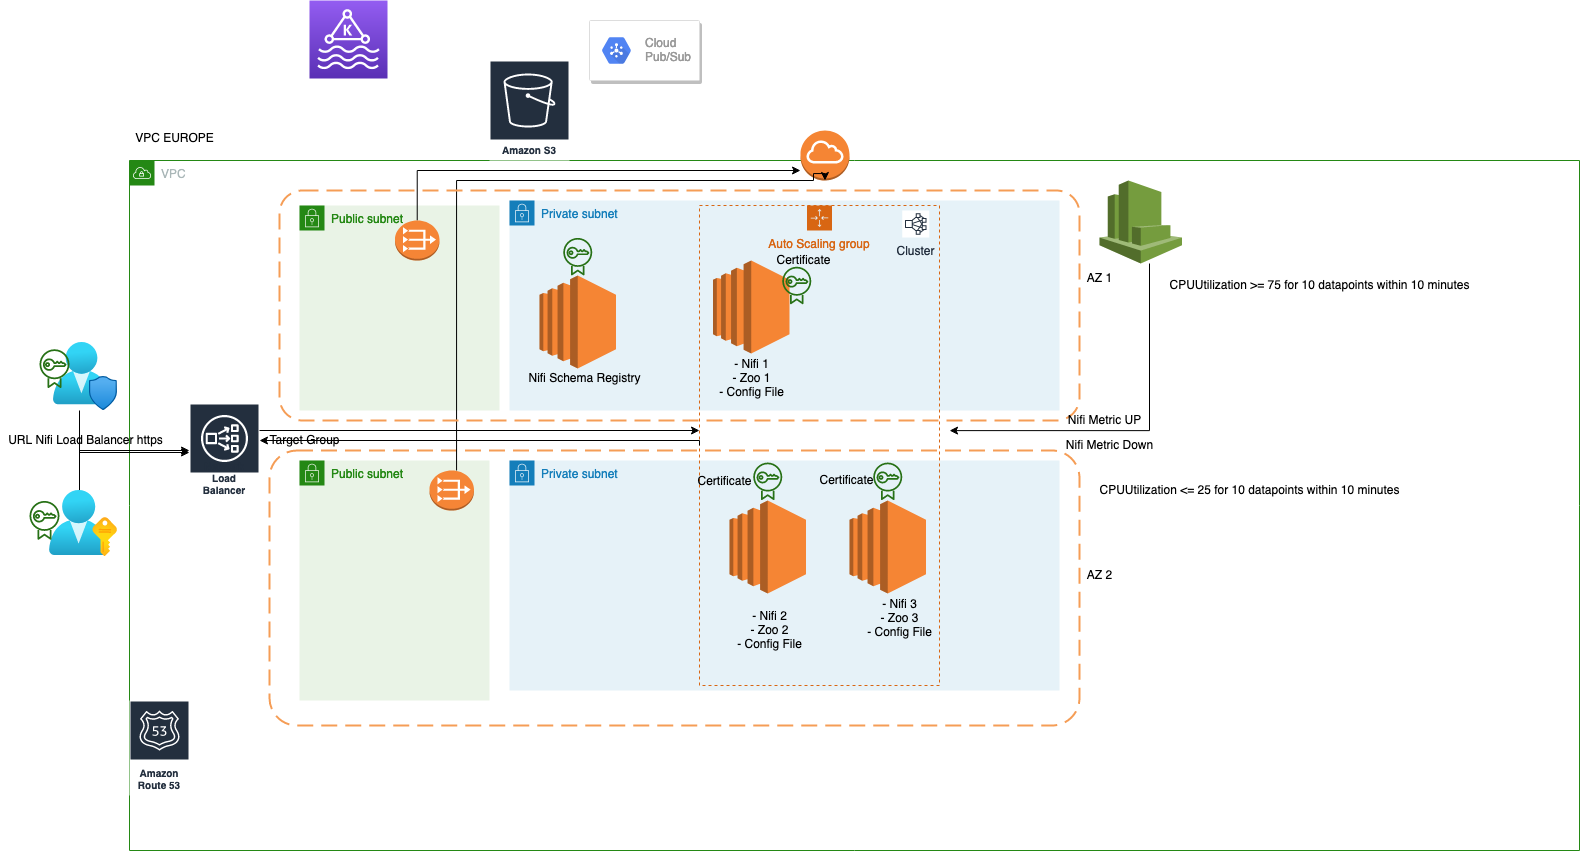 K
Cloud
Pub/Sub
Amazon S3
VPC EUROPE
VPC
Public subnet
Private subnet
Auto Scaling group
Cluster
Certificate
Nifi Schema Registry
- Nifi 1
- Zoo 1
- Config File
AZ 1
CPUUtilization >= 75 for 10 datapoints within 10 minutes
Nifi Metric UP
URL Nifi Load Balancer https
Target Group
Nifi Metric Down
Load
Balancer
Public subnet
Private subnet
Certificate
Certificate
CPUUtilization <= 25 for 10 datapoints within 10 minutes
AZ 2
- Nifi 2
- Zoo 2
- Config File
- Nifi 3
- Zoo 3
- Config File
53
Amazon
Route 53